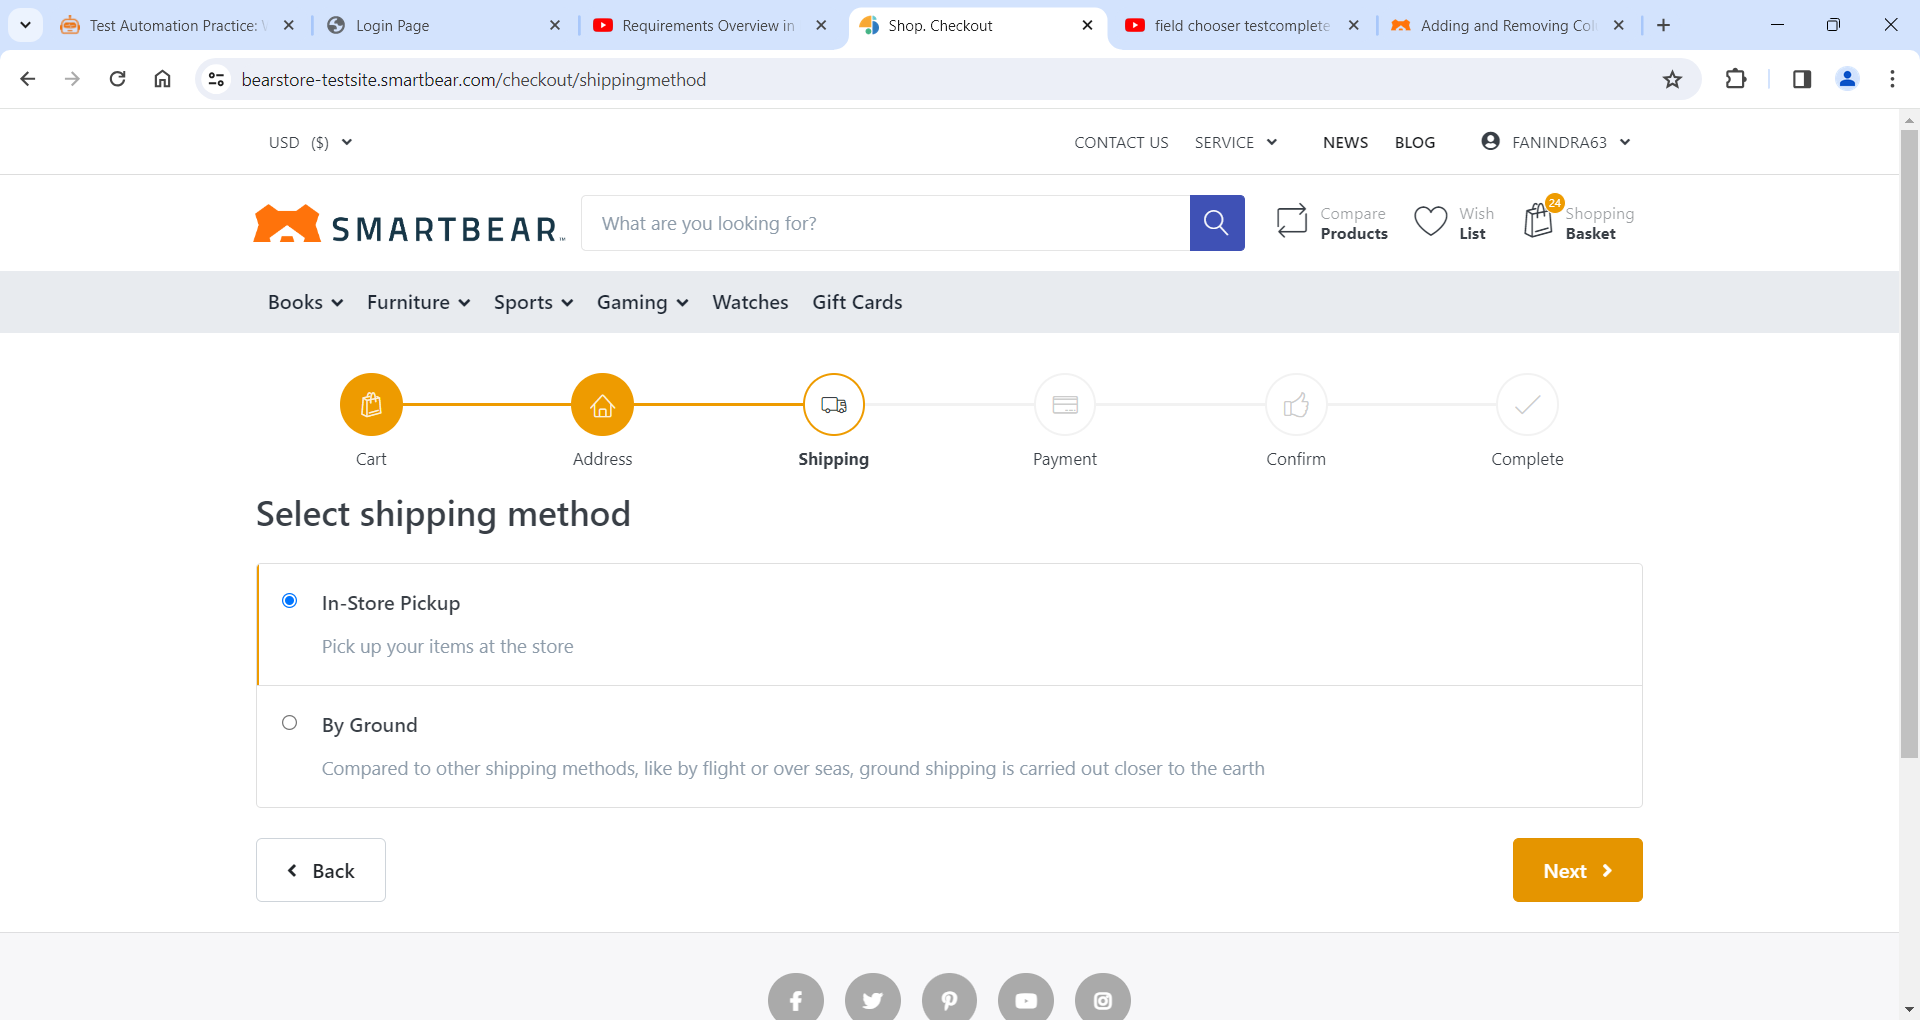 Test Automation Practice:
Login Page
Requirements Overview in
Shop. Checkout
field chooser testcomplete
Adding and Removing Col
bearstore-testsite.smartbear.com/checkout/shippingmethod
USD ($)
CONTACT US
SERVICE
NEWS
BLOG
FANINDRA63
SMARTBEAR
What are you looking for?
Compare Products
Wish List
24
Shopping Basket
Books
Furniture
Sports
Gaming
Watches
Gift Cards
Cart
Address
Shipping
Payment
Confirm
Complete
Select shipping method
In-Store Pickup
Pick up your items at the store
By Ground
Compared to other shipping methods, like by flight or over seas, ground shipping is carried out closer to the earth
Back
Next